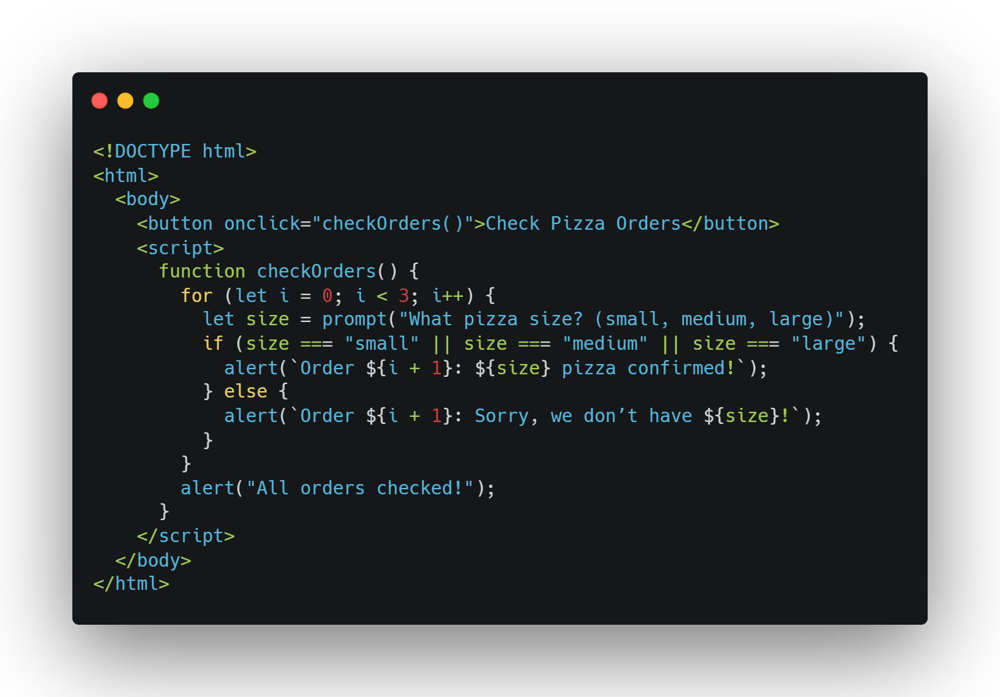 <!DOCTYPE html>
<html>
  <body>
    <button onclick="checkOrders()">Check Pizza Orders</button>
    <script>
      function checkOrders() {
        for (let i = 0; i < 3; i++) {
          let size = prompt("What pizza size? (small, medium, large)");
          if (size === "small" || size === "medium" || size === "large") {
            alert(`Order ${i + 1}: ${size} pizza confirmed!`);
          } else {
            alert(`Order ${i + 1}: Sorry, we don’t have ${size}!`);
          }
        }
        alert("All orders checked!");
      }
    </script>
  </body>
</html>